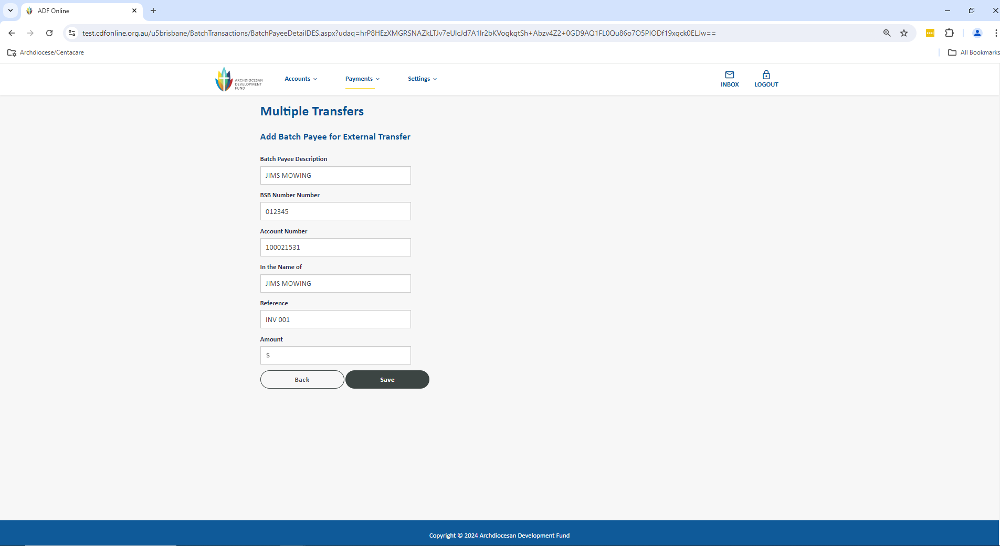 ADF Online
test.cdfonline.org.au/u5brisbane/BatchTransactions/BatchPayeeDetailDES.aspx?udaq=hrP8HEzXMGRSNAZkLTJv7eUlcJd7A1lr2bKVogkgtSh+Abzv4Z2+0GD9AQ1FL0Qu86o7O5PlODf19xqck0ELJw==
Archdiocese/Centacare
All Bookmarks
ARCHDIOCESAN
DEVELOPMENT
FUND
Accounts
Payments
Settings
INBOX
LOGOUT
Multiple Transfers
Add Batch Payee for External Transfer
Batch Payee Description
JIMS MOWING
BSB Number Number
012345
Account Number
100021531
In the Name of
JIMS MOWING
Reference
INV 001
Amount
$
Back
Save
Copyright © 2024 Archdiocesan Development Fund